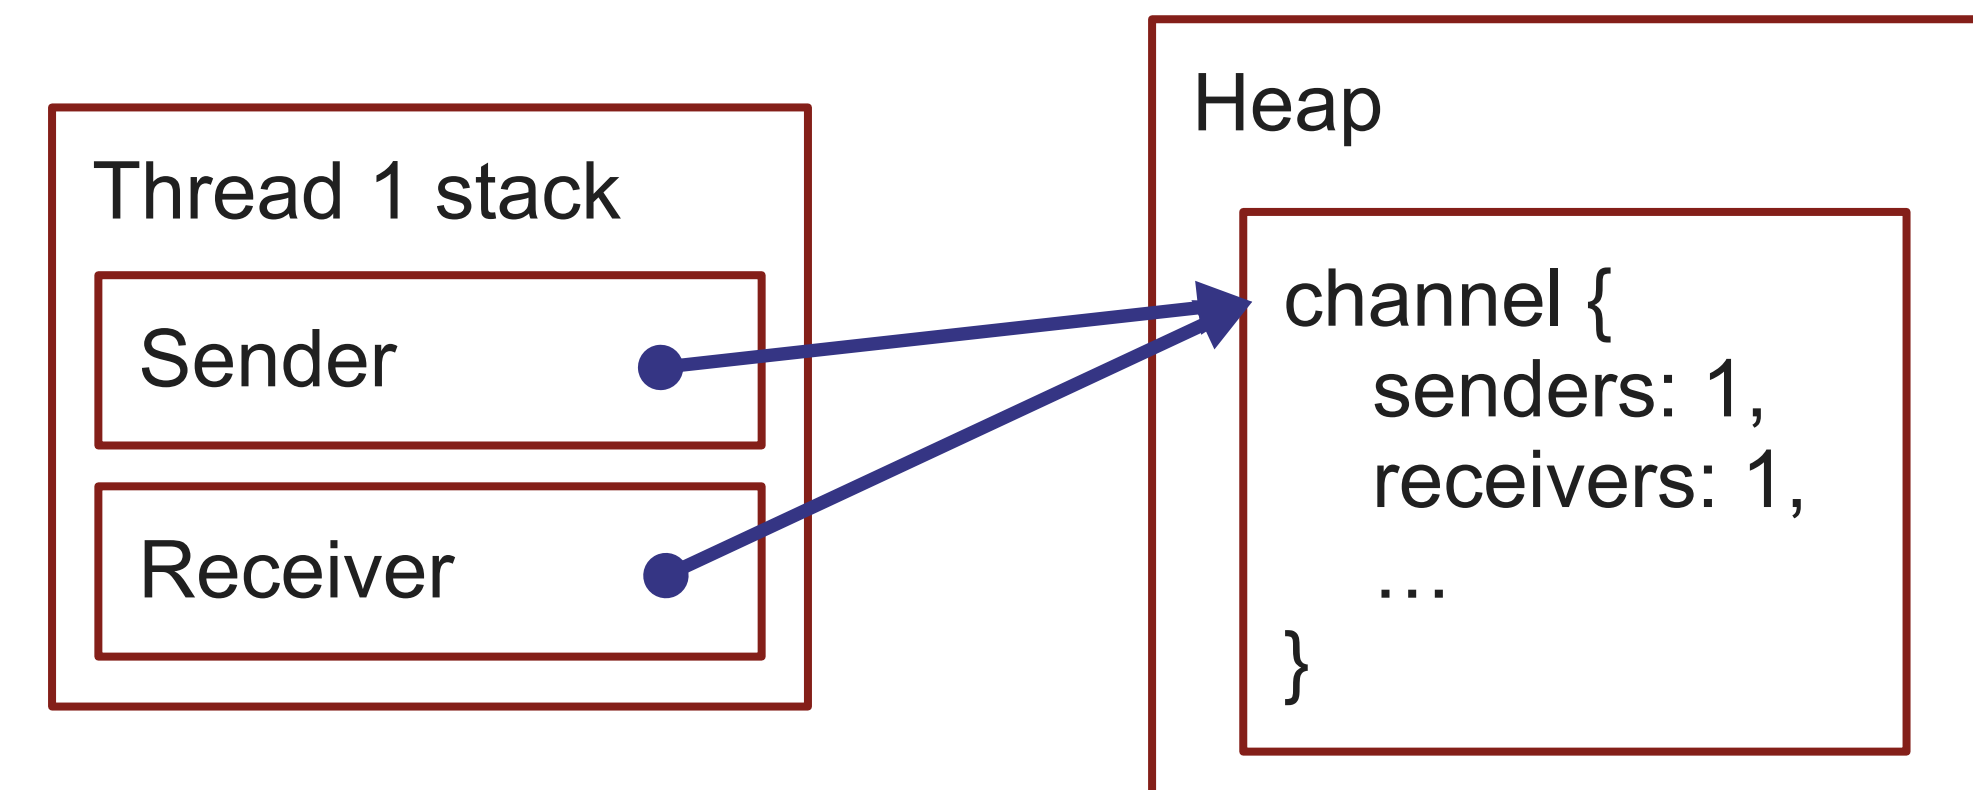 Thread 1 stack
Sender
Receiver
Heap
channel {
senders: 1,
receivers: 1,
…
}